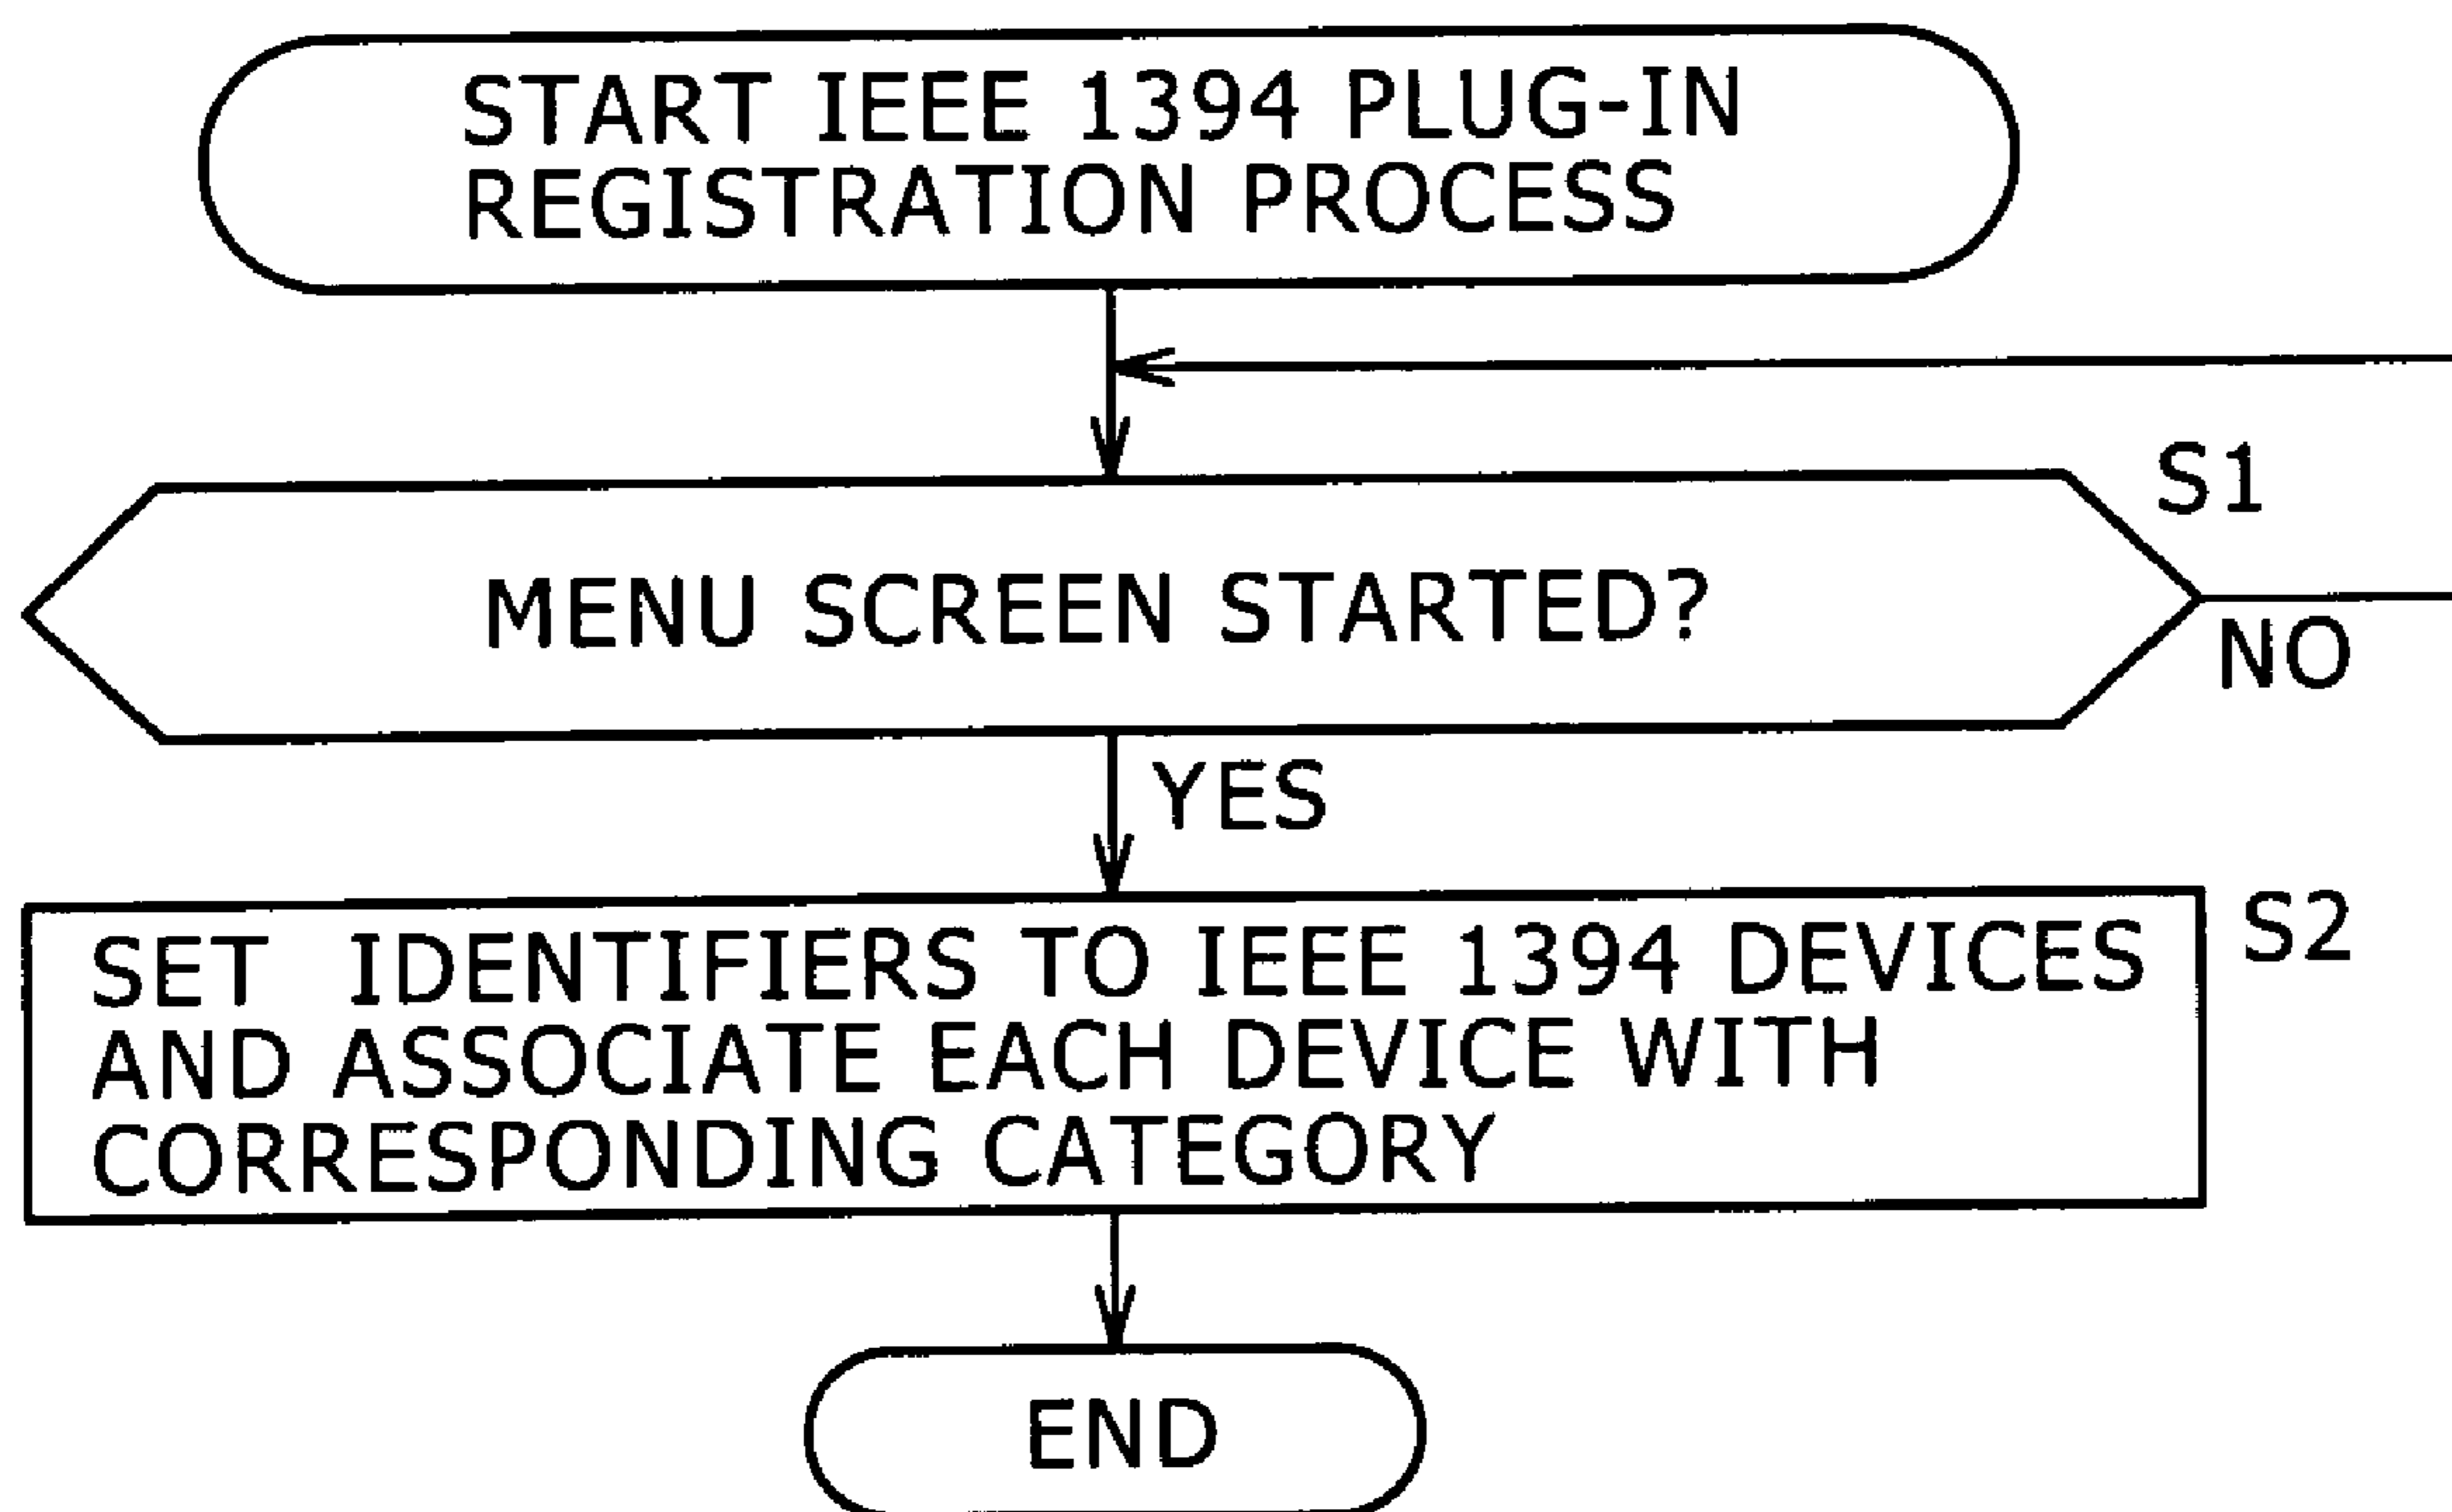 START IEEE 1394 PLUG-IN
REGISTRATION PROCESS
S1
MENU SCREEN STARTED?
NO
YES
S2
SET IDENTIFIERS TO IEEE 1394 DEVICES
AND ASSOCIATE EACH DEVICE WITH
CORRESPONDING CATEGORY
END